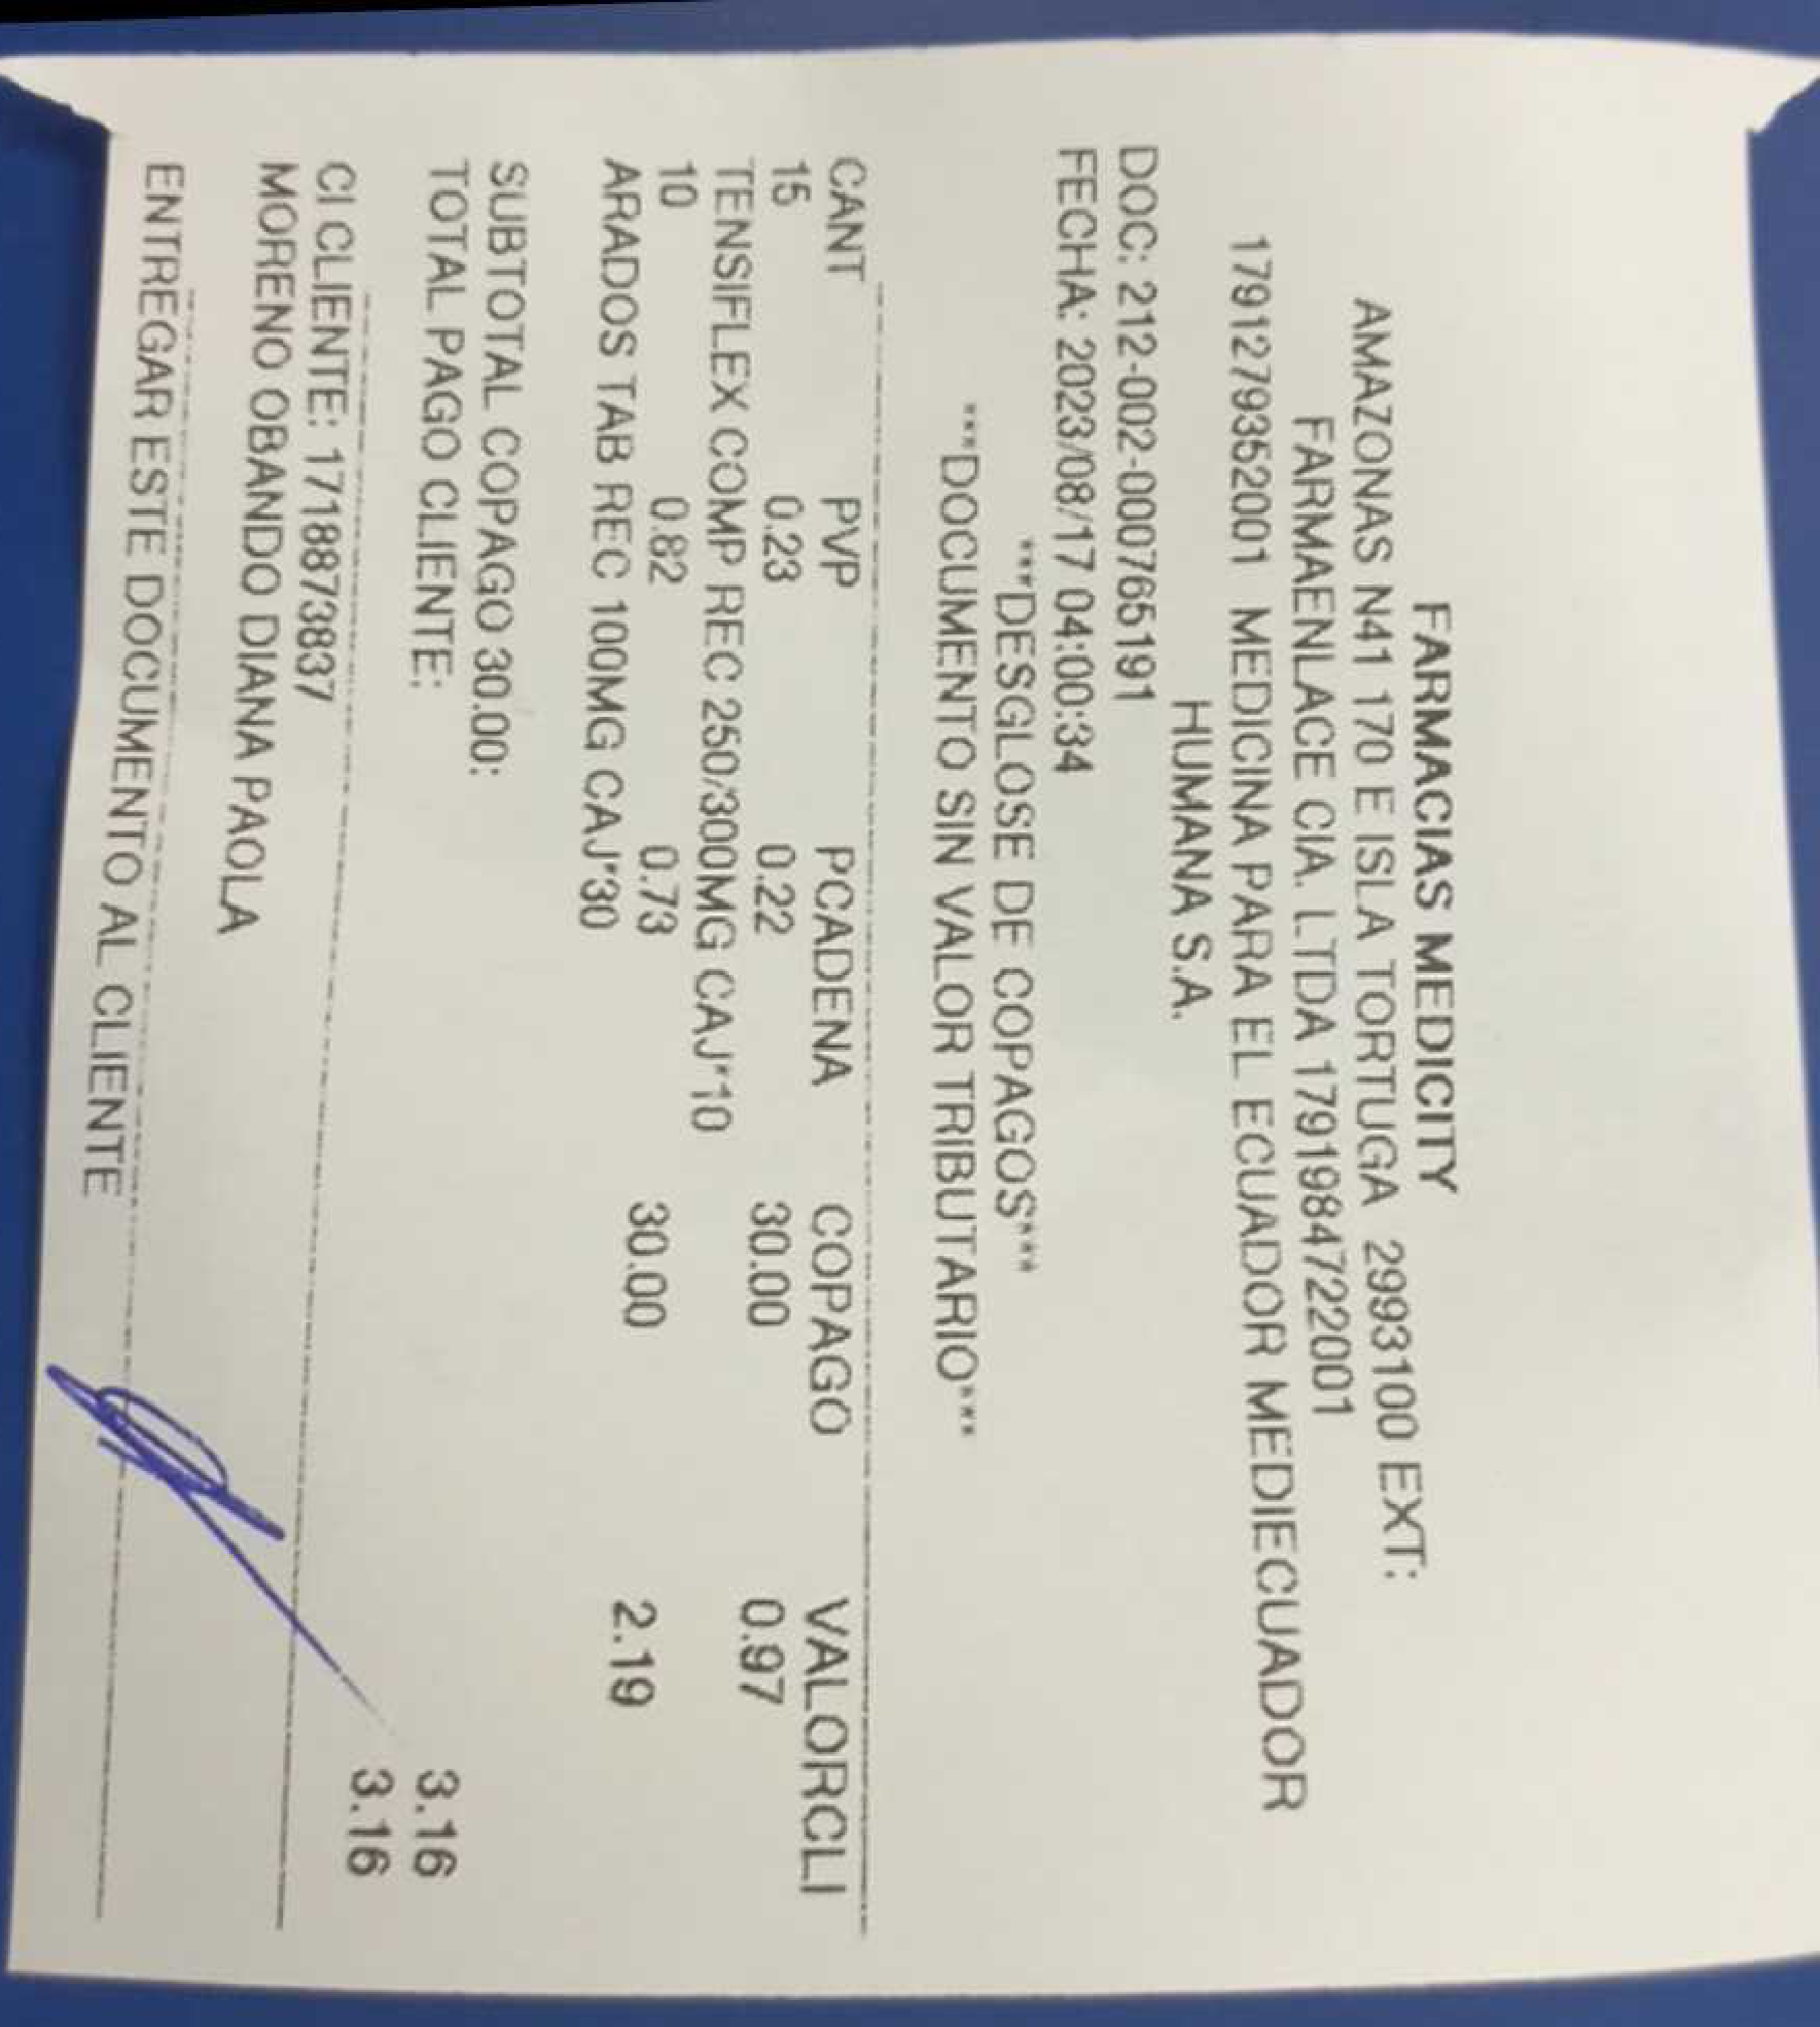 FARMACIAS MEDICITY
AMAZONAS N41 170 E ISLA TORTUGA 2993100 EXT:
FARMAENLACE CIA. LTDA 1791984722001
1791279352001 MEDICINA PARA EL ECUADOR MEDIECUADOR
HUMANA S.A.
DOC: 212-002-000765191
FECHA: 2023/08/17 04:00:34
***DESGLOSE DE COPAGOS***
***DOCUMENTO SIN VALOR TRIBUTARIO***
CANT PVP PCADENA COPAGO VALORCLI
15 0.23 0.22 30.00 0.97
TENSIFLEX COMP REC 250/300MG CAJ*10
10 0.82 0.73 30.00 2.19
ARADOS TAB REC 100MG CAJ*30
SUBTOTAL COPAGO 30.00: 3.16
TOTAL PAGO CLIENTE: 3.16
CI CLIENTE: 1718873837
MORENO OBANDO DIANA PAOLA
ENTREGAR ESTE DOCUMENTO AL CLIENTE